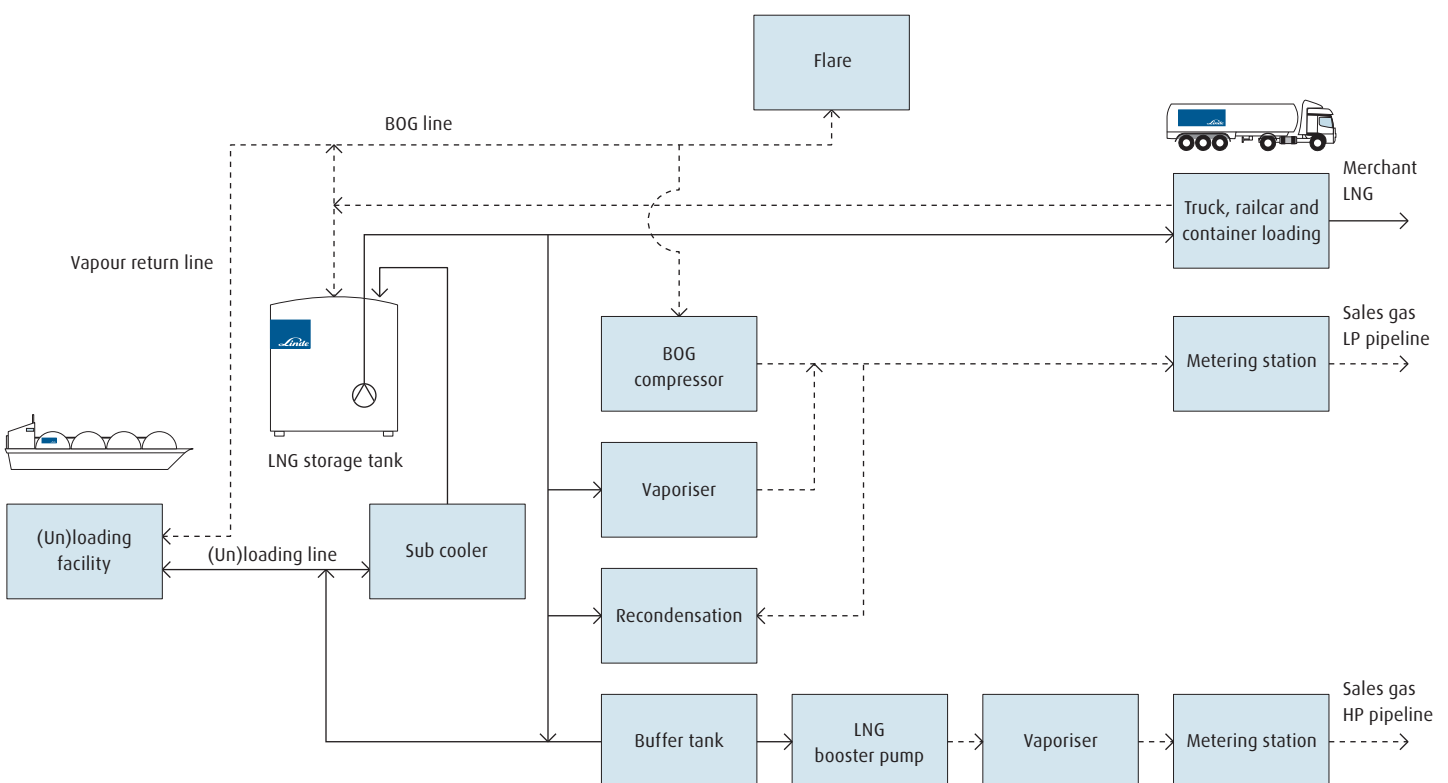 Flare
BOG line
Merchant
LNG
Truck, railcar and
container loading
Vapour return line
Sales gas
LP pipeline
Linde
BOG
compressor
Metering station
LNG storage tank
Vaporiser
(Un)loading
facility
(Un)loading line
Sub cooler
Recondensation
Sales gas
HP pipeline
Buffer tank
LNG
booster pump
Vaporiser
Metering station